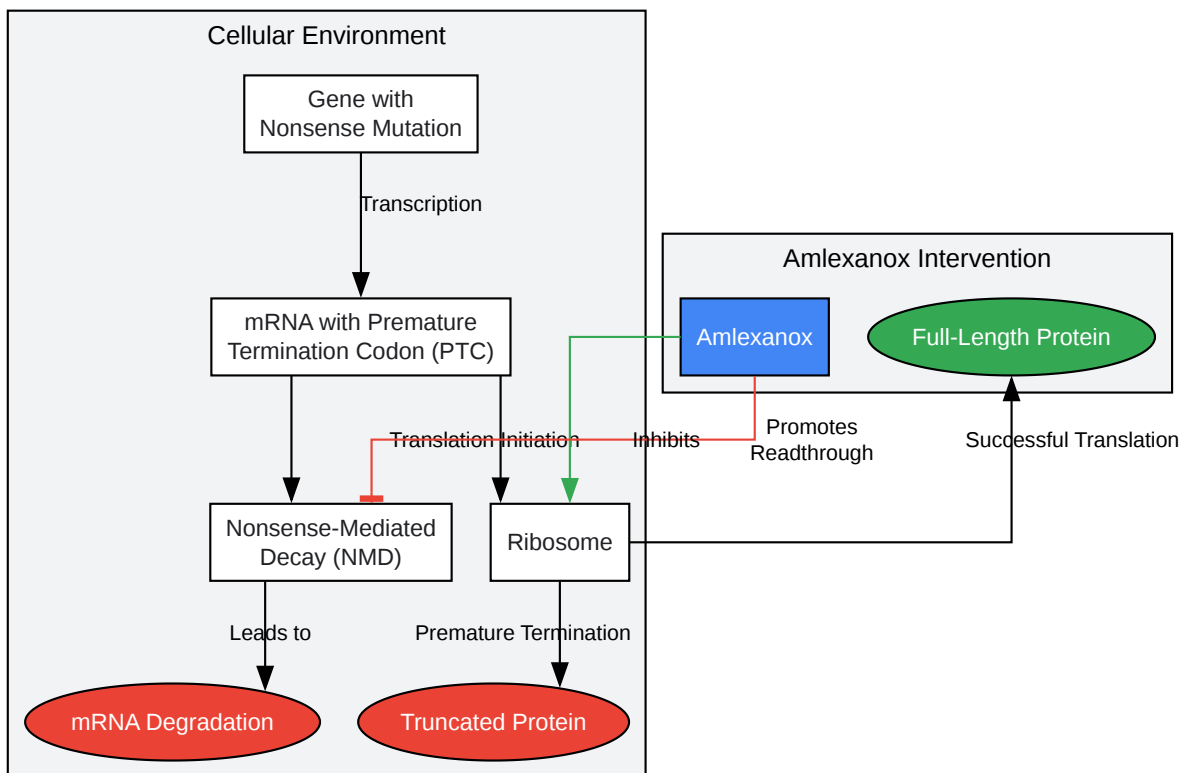 Cellular Environment
Gene with
Nonsense Mutation
Transcription
Amlexanox Intervention
mRNA with Premature
Termination Codon (PTC)
Amlexanox
Full-Length Protein
Translation Initiation
Inhibits
Promotes
Readthrough
Successful Translation
Nonsense-Mediated
Decay (NMD)
Ribosome
Leads to
Premature Termination
mRNA Degradation
Truncated Protein